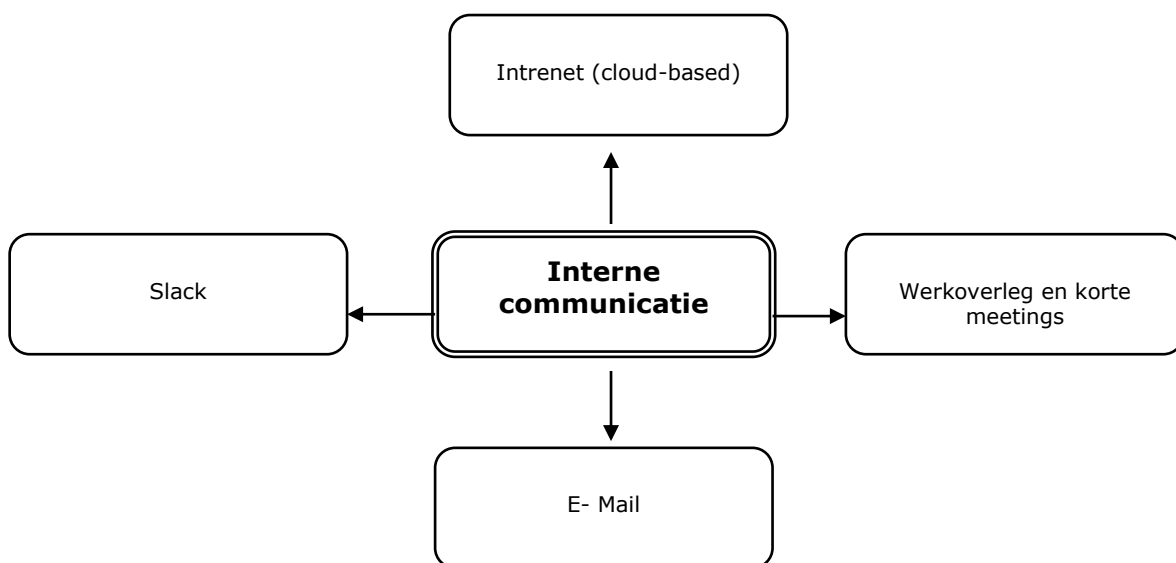 Intrenet (cloud-based)
Slack
Interne
communicatie
Werkoverleg en korte
meetings
E- Mail